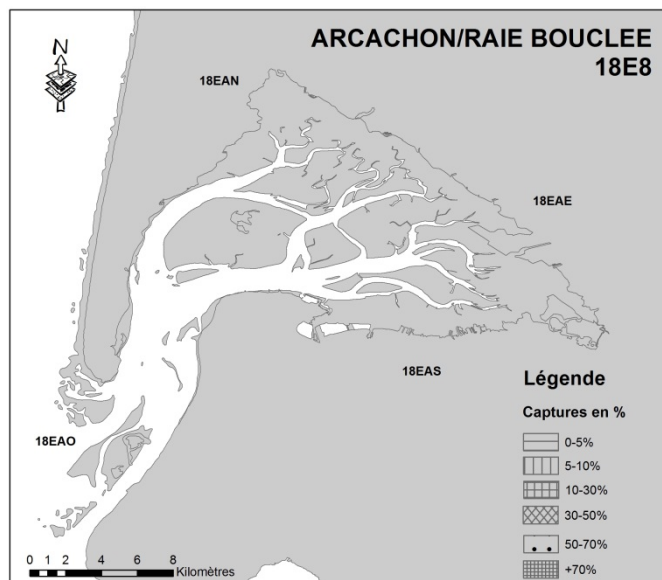 ARCACHON/RAIE BOUCLEE
18E8
N
18EAN
18EAE
18EAS
18EAO
Légende
Captures en %
0-5%
5-10%
10-30%
30-50%
50-70%
+70%
0 1 2 4 6 8
Kilomètres